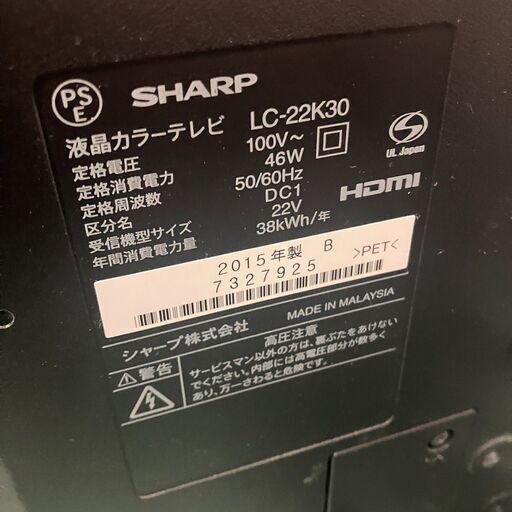 PS
E
SHARP
液晶カラーテレビ LC-22K30
定格電圧 100V～
定格消費電力 46W
定格周波数 50/60Hz
区分名 DC1
受信機型サイズ 22V
年間消費電力量 38kWh/年
S
UL Japan
HDMI
2015年製 B
7327925
>PET<
シャープ株式会社 MADE IN MALAYSIA
警告
高圧注意
サービスマン以外の方は、裏ぶたをあけない
でください。内部には高電圧部分が数多く
あり、万一さわると危険です。